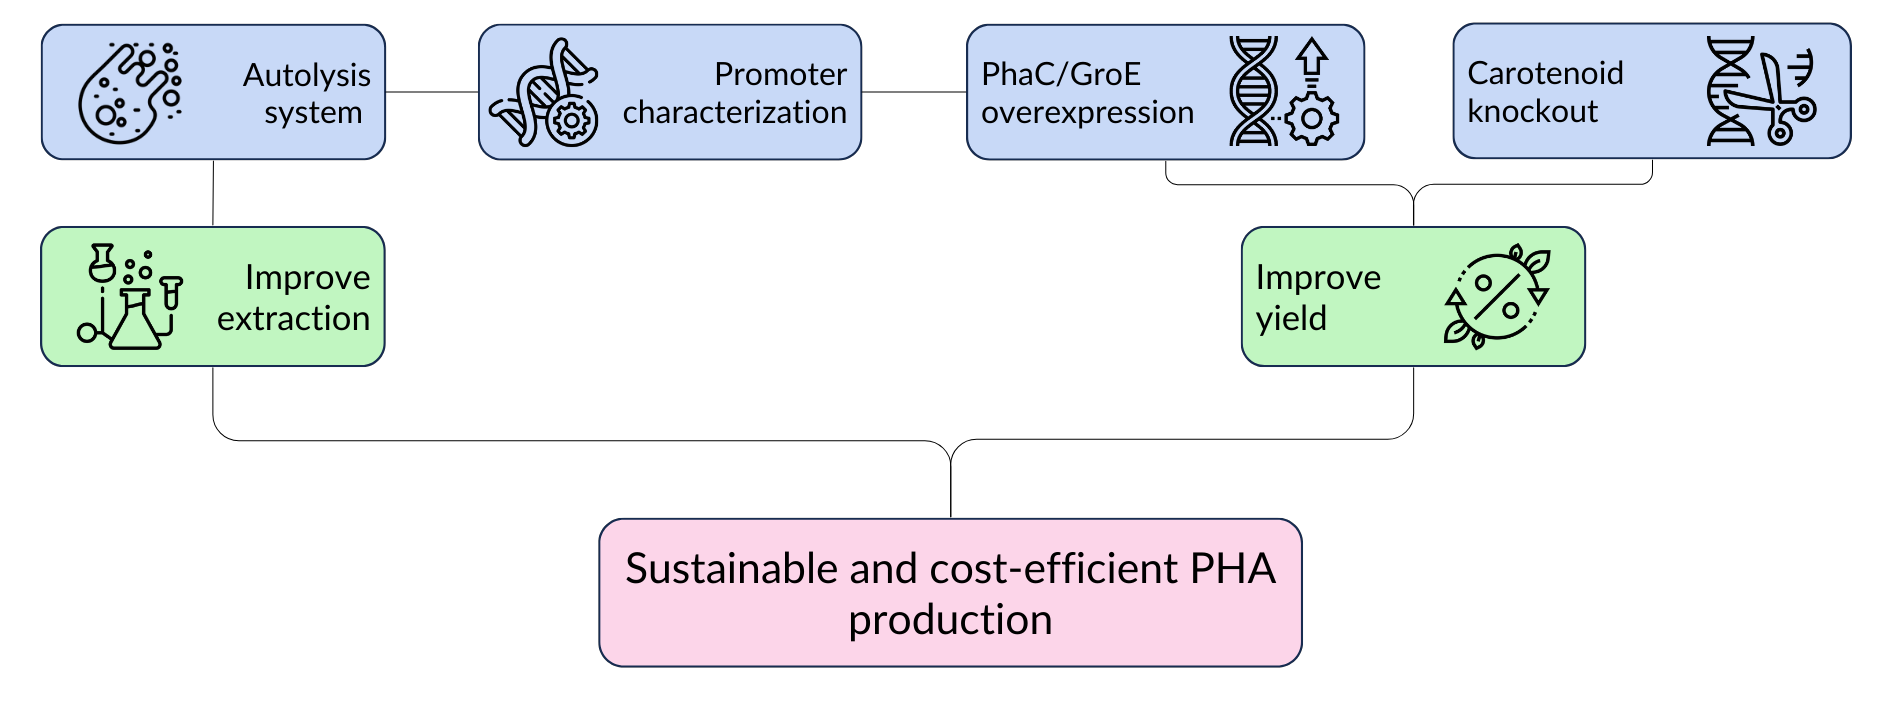 Autolysis
system
Promoter
characterization
PhaC/GroE
overexpression
Carotenoid
knockout
Improve
extraction
Improve
yield
Sustainable and cost-efficient PHA
production